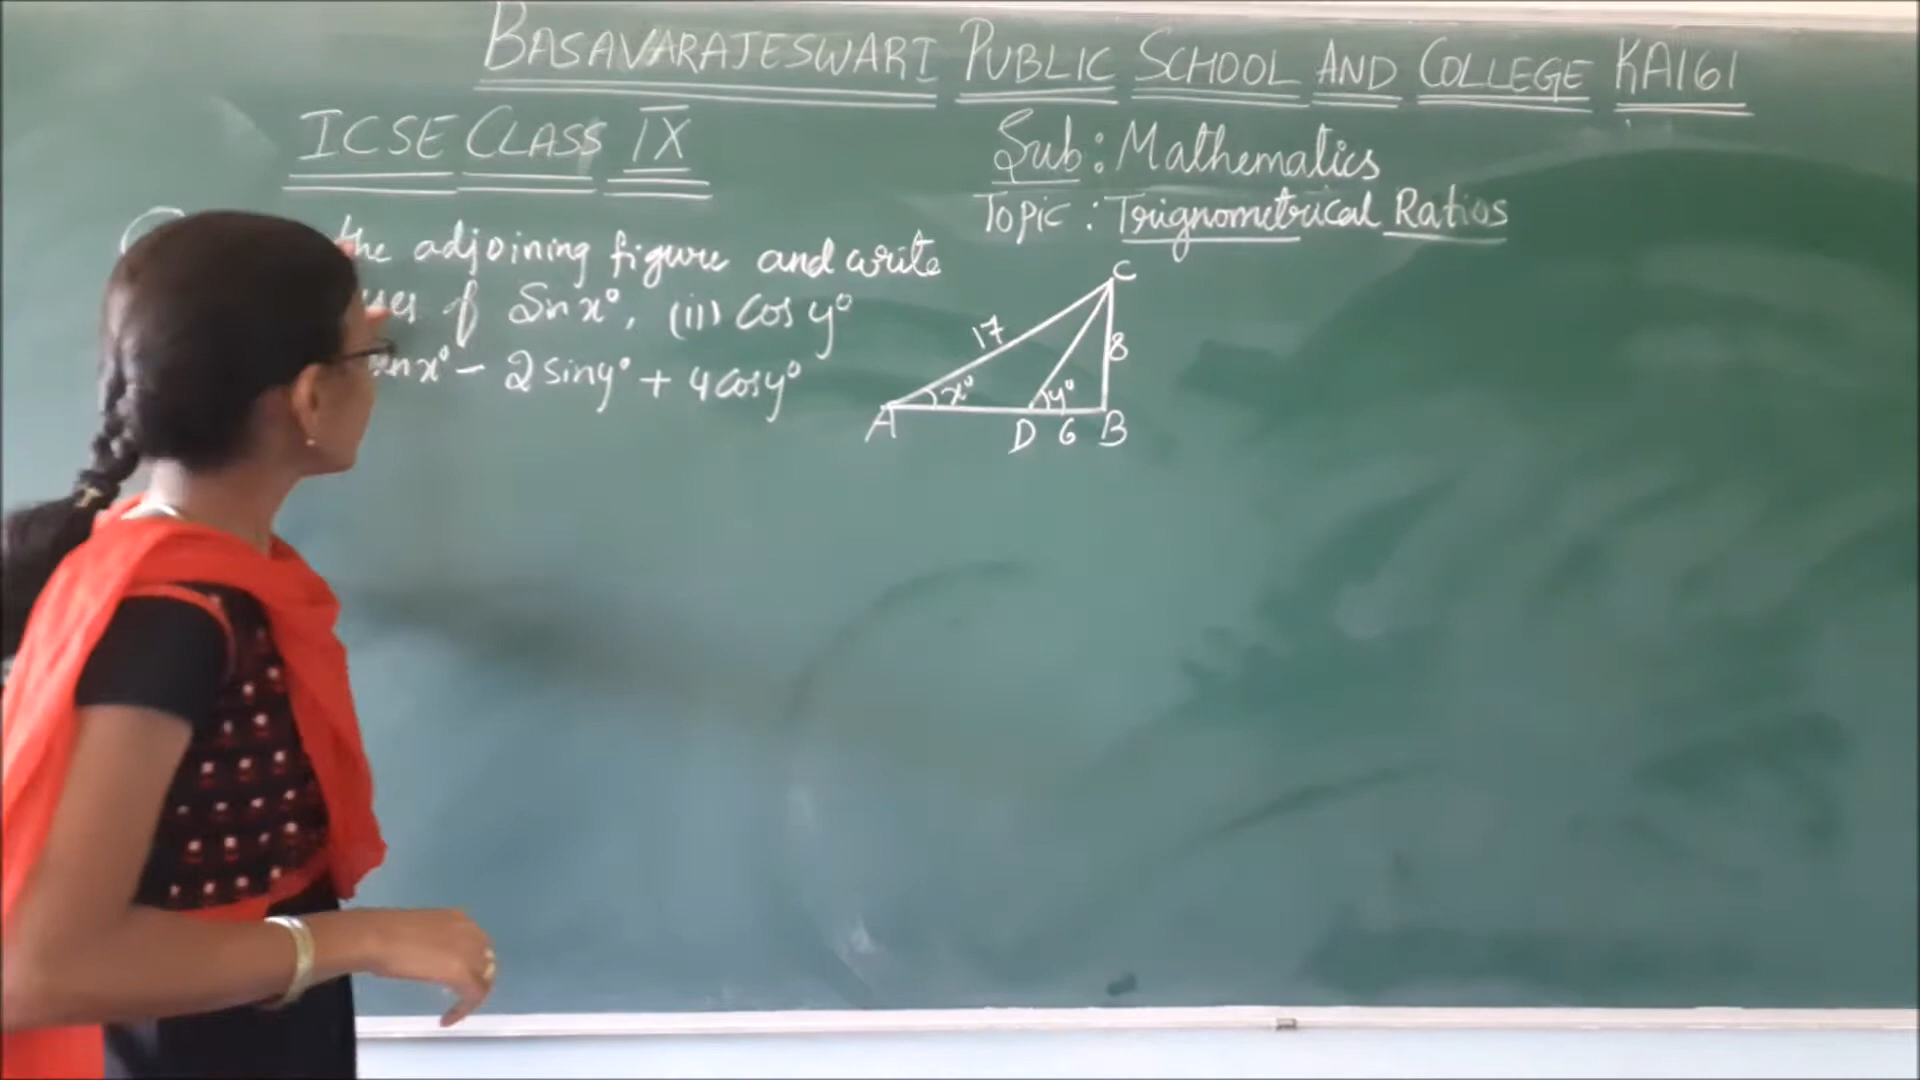 BASAVARAJESWARI PUBLIC SCHOOL AND COLLEGE KAIGI
ICSE CLASS IX
Sub: Mathematics
Topic: Trignometrical Ratios
the adjoining figure and write
of Sin x°, (ii) Cos y°
x° - 2 sin y° + 4 Cos y°
C
17
8
x°
y°
A
D 6 B